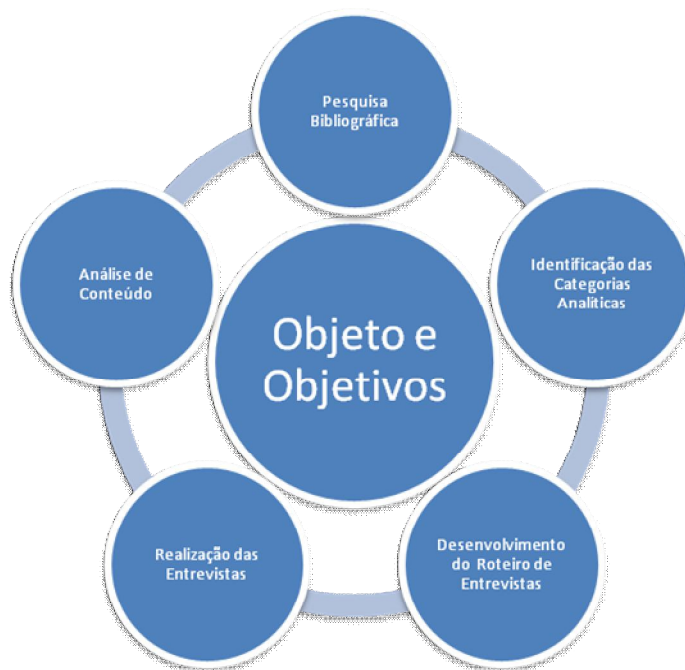 Pesquisa
Bibliográfica
Identificação das
Categorias
Analíticas
Desenvolvimento
do Roteiro de
Entrevistas
Realização das
Entrevistas
Análise de
Conteúdo
Objeto e
Objetivos